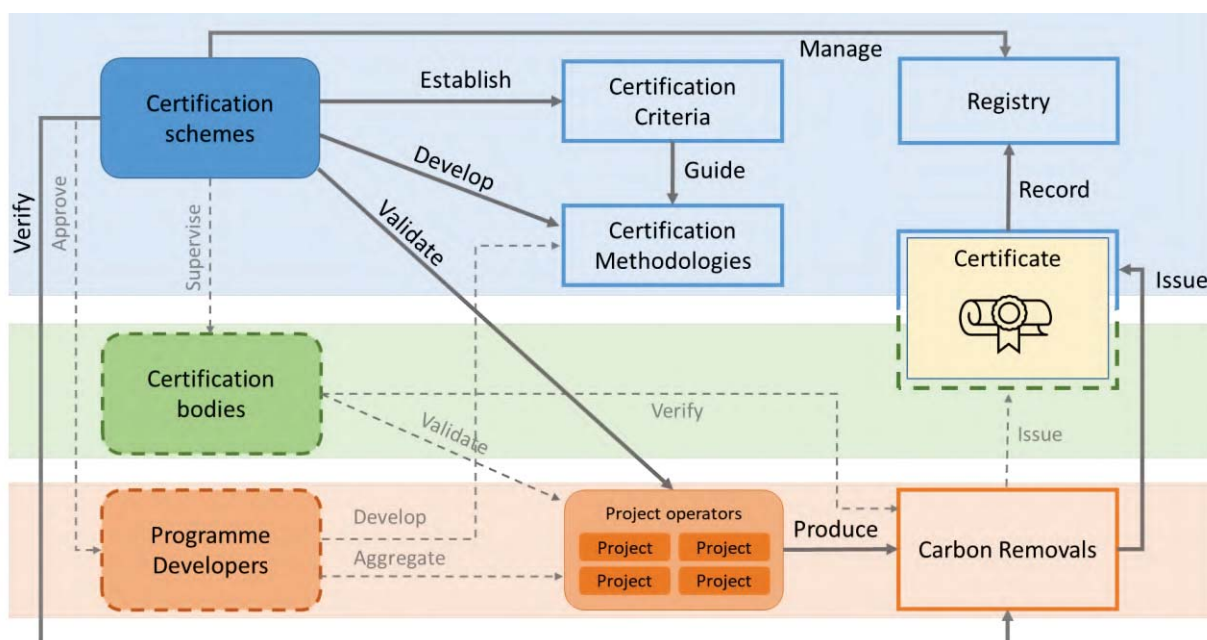 Manage
Certification
schemes
Establish
Certification
Criteria
Registry
Develop
Guide
Record
Verify
Approve
Supervise
Validate
Certification
Methodologies
Certificate
Issue
Certification
bodies
Verify
Validate
Issue
Programme
Developers
Develop
Aggregate
Project operators
Project
Project
Project
Project
Produce
Carbon Removals